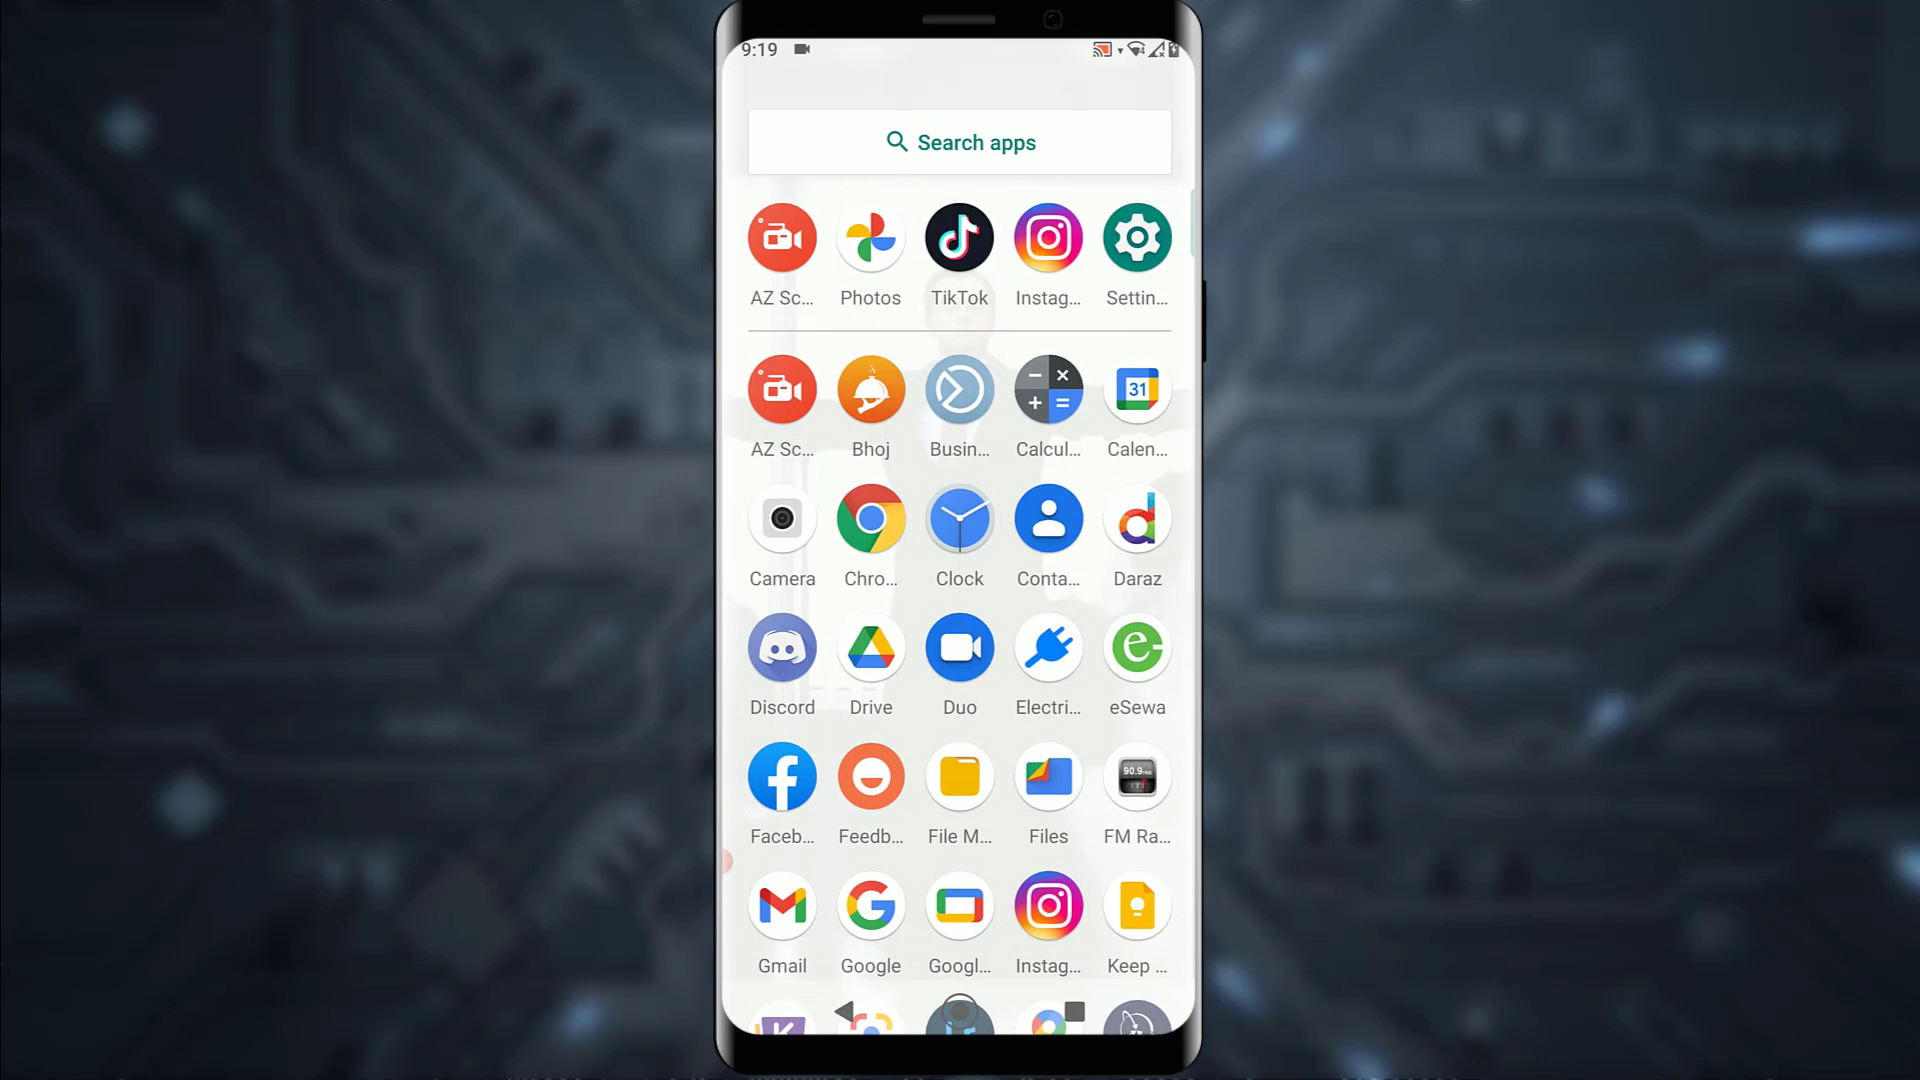 9:19
Search apps
AZ Sc... Photos TikTok Instag... Settin...
31
AZ Sc... Bhoj Busin... Calcul... Calen...
Camera Chro... Clock Conta... Daraz
e
Discord Drive Duo Electri... eSewa
90.9
Faceb... Feedb... File M... Files FM Ra...
Gmail Google Googl... Instag... Keep ...